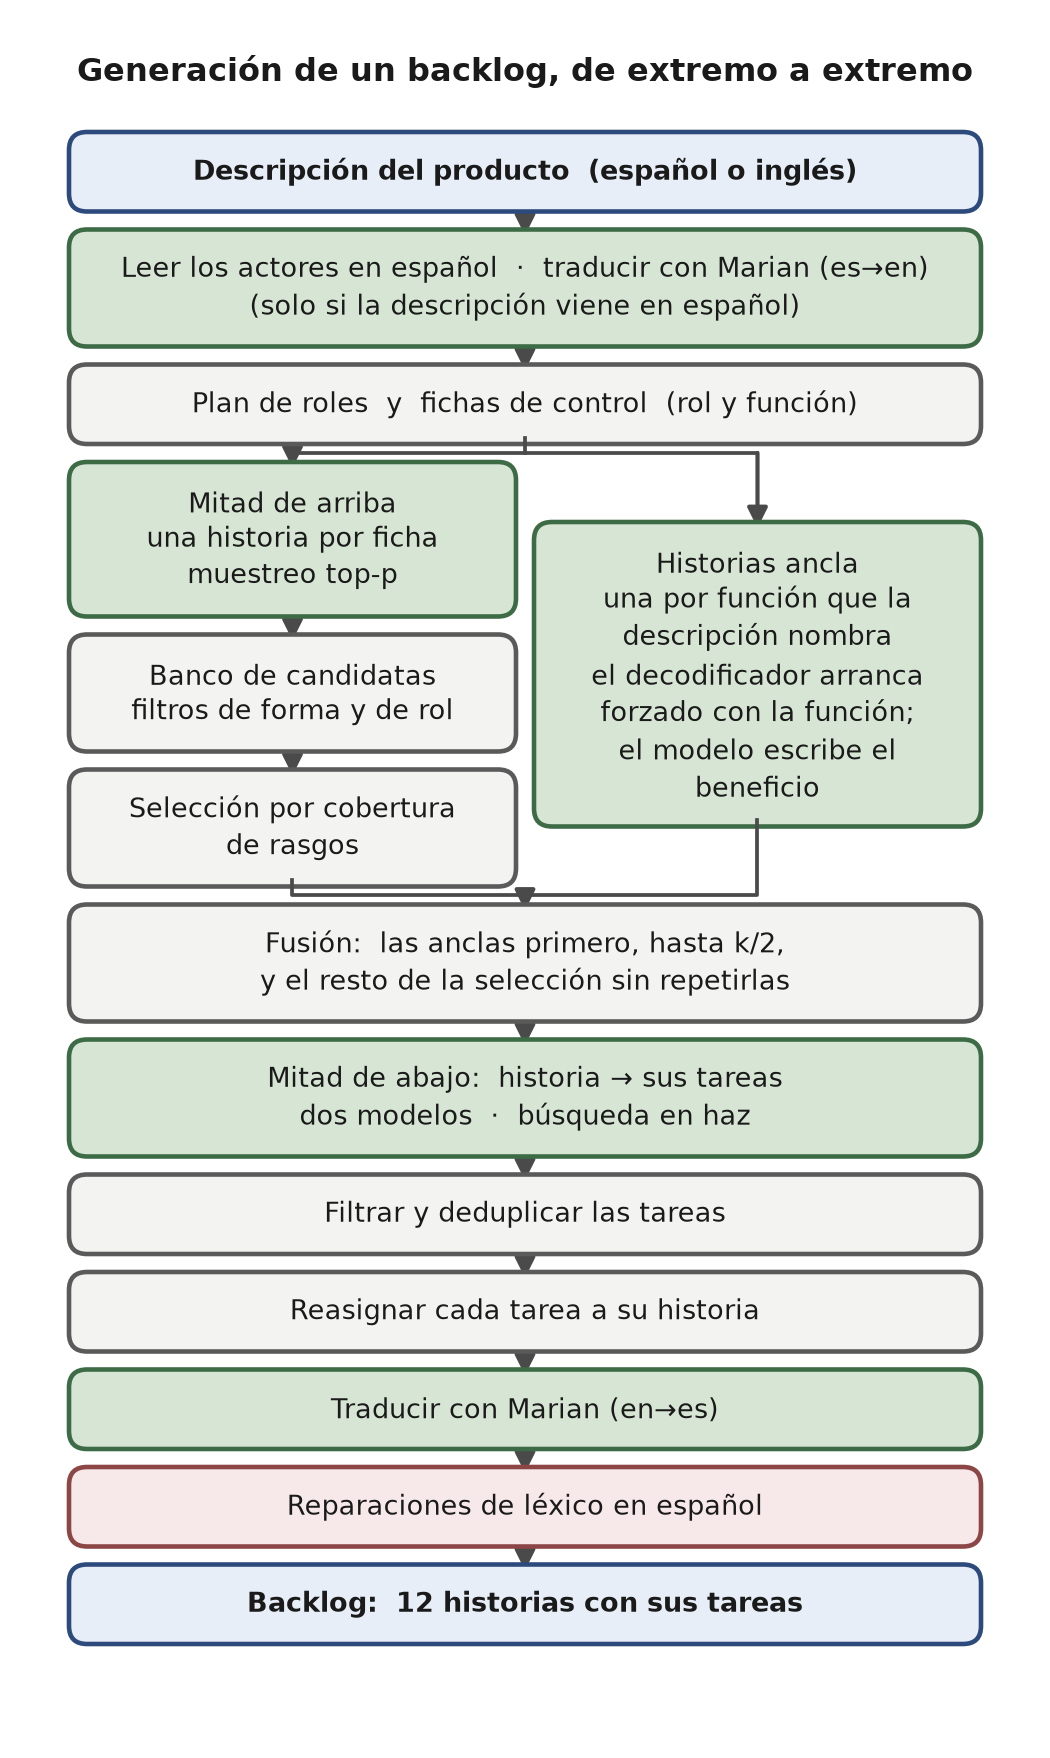 Generación de un backlog, de extremo a extremo
Descripción del producto (español o inglés)
Leer los actores en español · traducir con Marian (es→en)
(solo si la descripción viene en español)
Plan de roles y fichas de control (rol y función)
Mitad de arriba
una historia por ficha
muestreo top-p
Banco de candidatas
filtros de forma y de rol
Selección por cobertura
de rasgos
Historias ancla
una por función que la
descripción nombra
el decodificador arranca
forzado con la función;
el modelo escribe el
beneficio
Fusión: las anclas primero, hasta k/2,
y el resto de la selección sin repetirlas
Mitad de abajo: historia → sus tareas
dos modelos · búsqueda en haz
Filtrar y deduplicar las tareas
Reasignar cada tarea a su historia
Traducir con Marian (en→es)
Reparaciones de léxico en español
Backlog: 12 historias con sus tareas